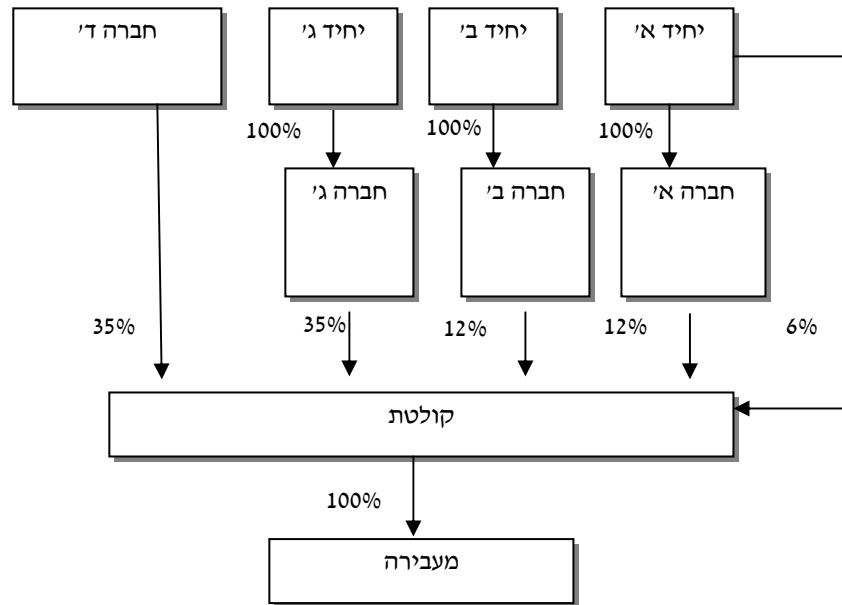 יחיד א׳
יחיד ב׳
יחיד ג׳
חברה ד׳
100%
100%
100%
חברה א׳
חברה ב׳
חברה ג׳
6%
12%
12%
35%
35%
קולטת
100%
מעבירה